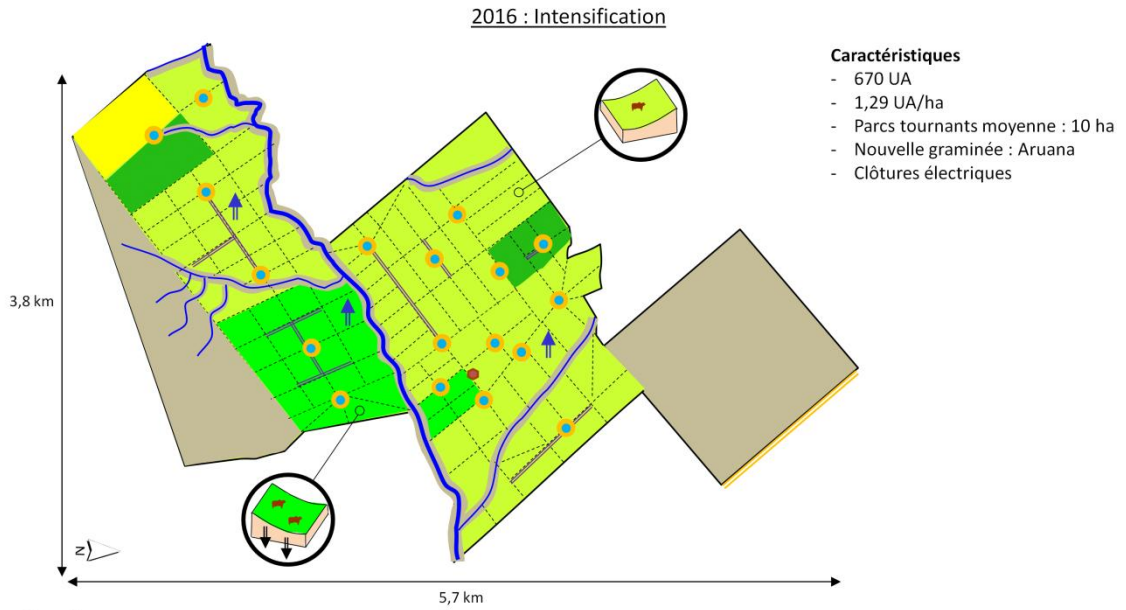 2016 : Intensification
Caractéristiques
- 670 UA
- 1,29 UA/ha
- Parcs tournants moyenne : 10 ha
- Nouvelle graminée : Aruana
- Clôtures électriques
3,8 km
N
5,7 km